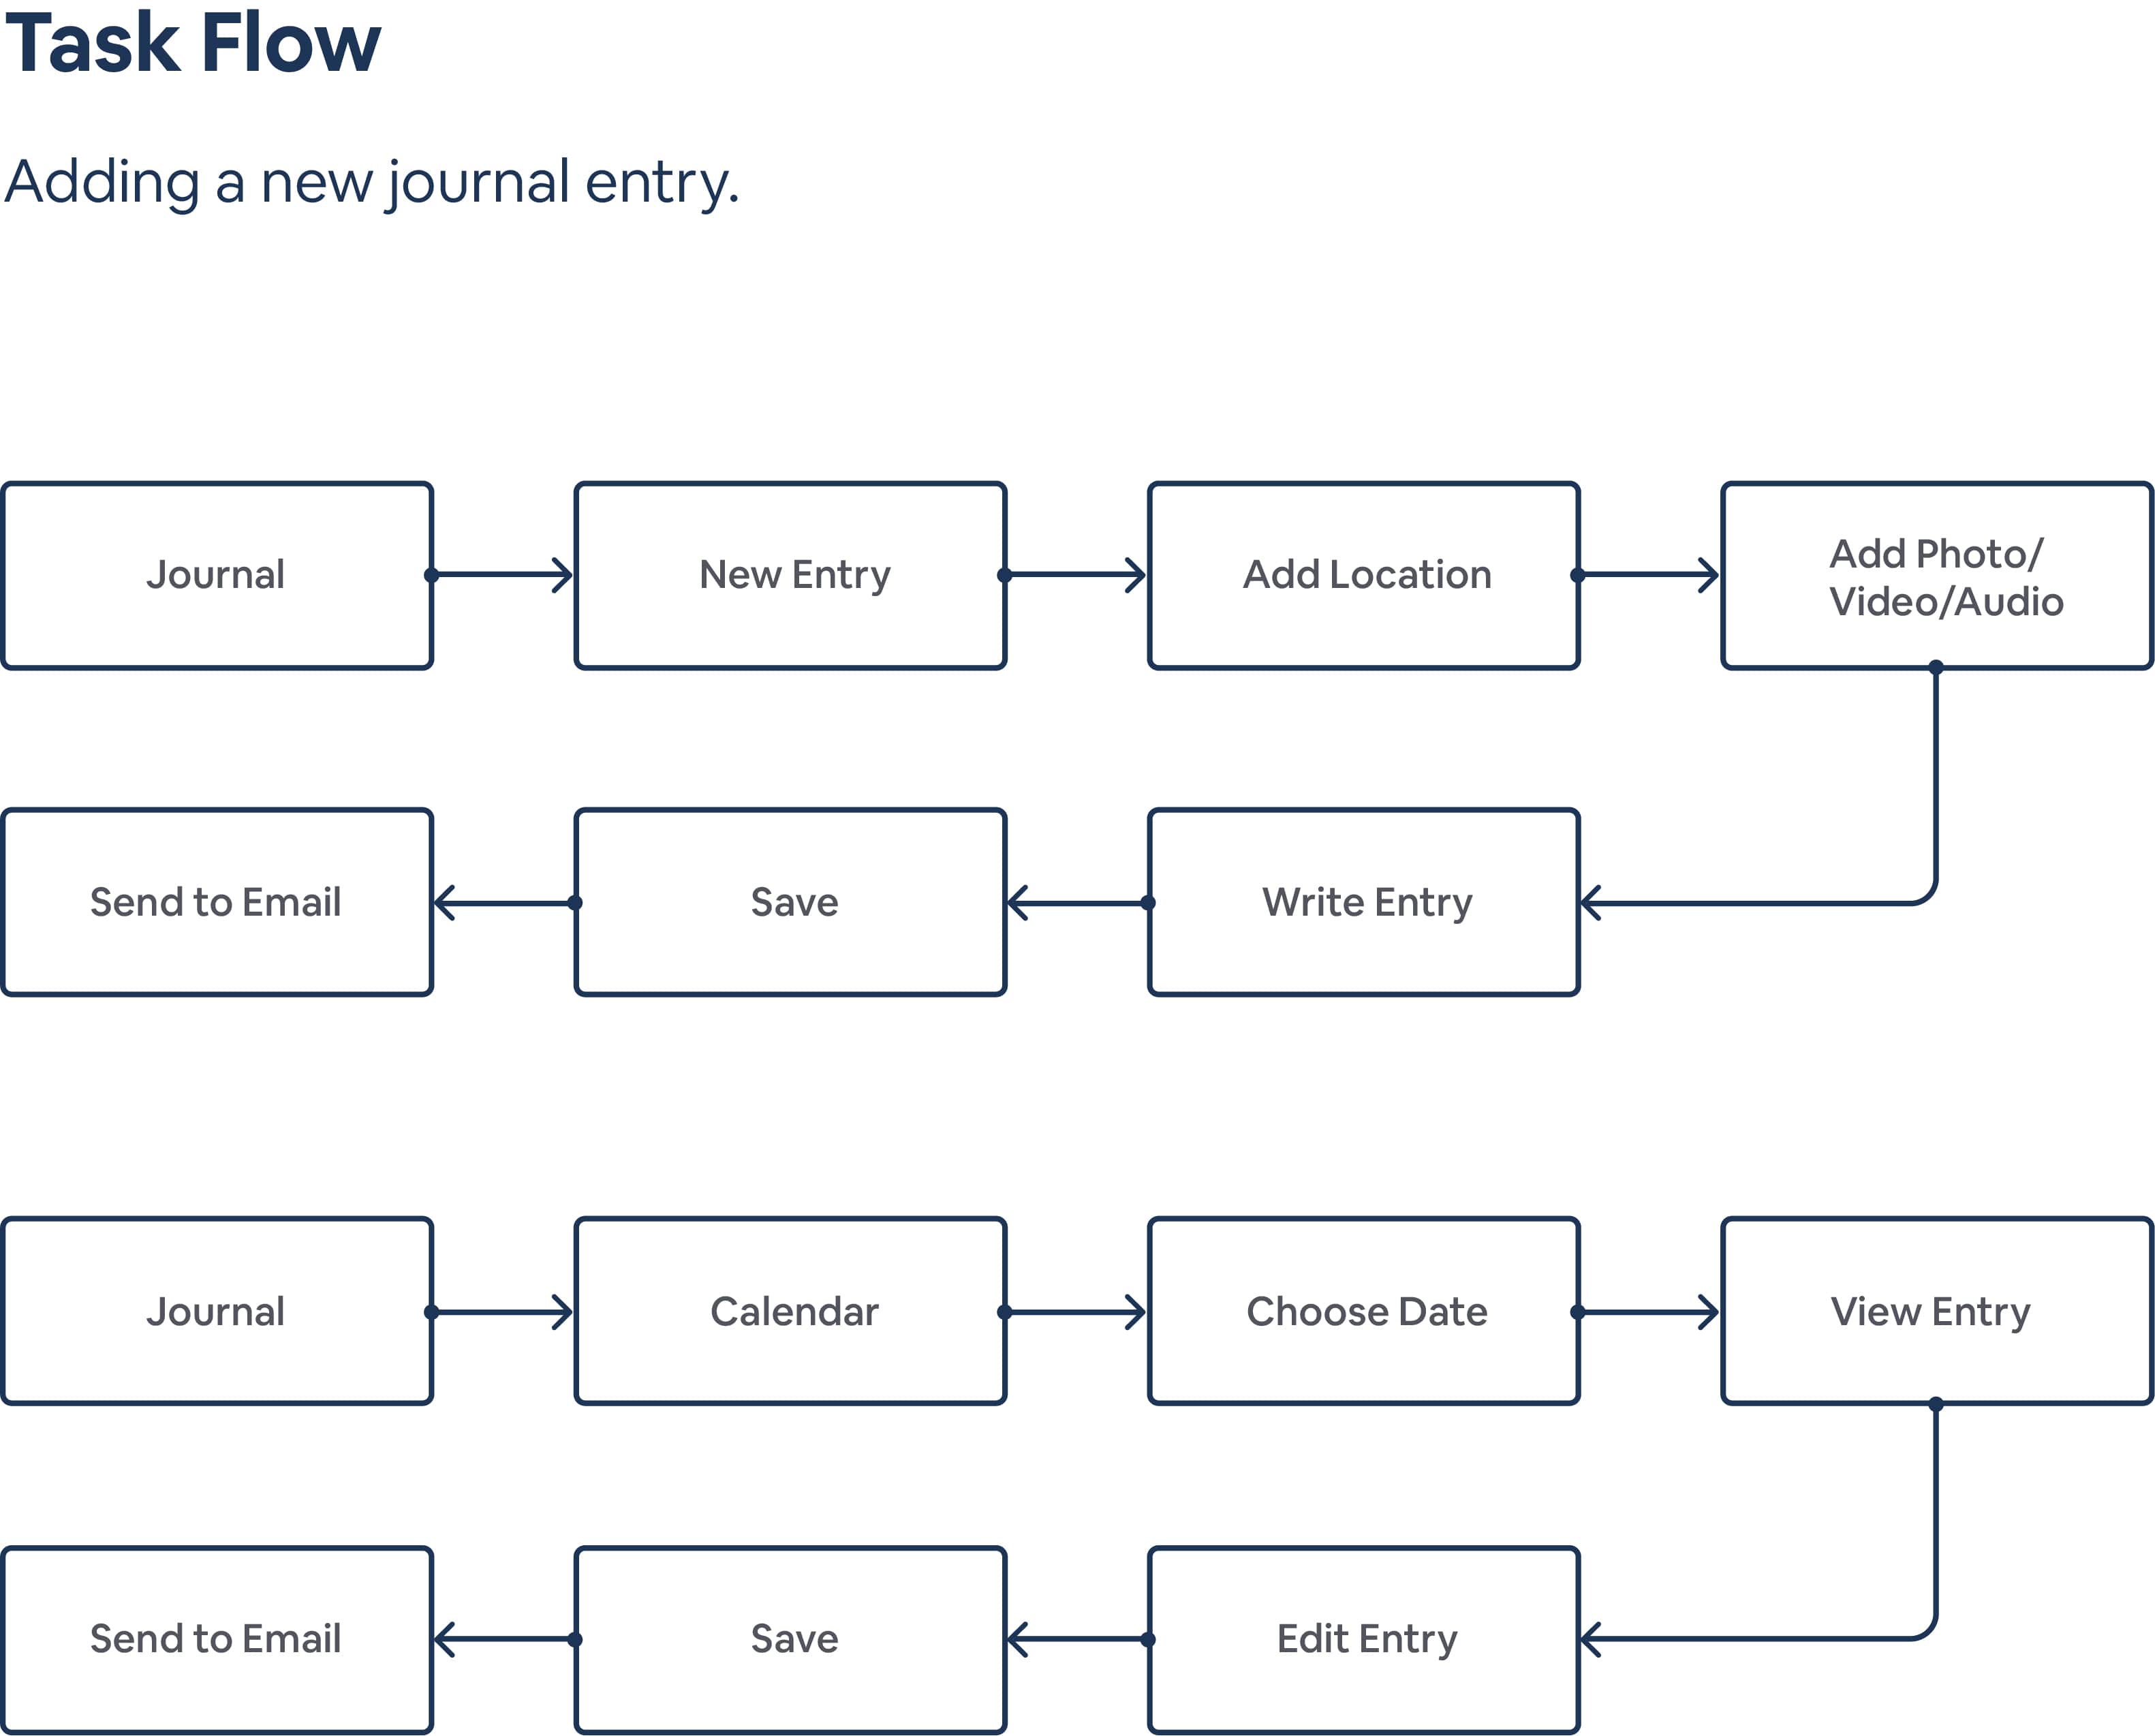 Task Flow
Adding a new journal entry.
Journal
New Entry
Add Location
Add Photo/
Video/Audio
Send to Email
Save
Write Entry
Journal
Calendar
Choose Date
View Entry
Send to Email
Save
Edit Entry